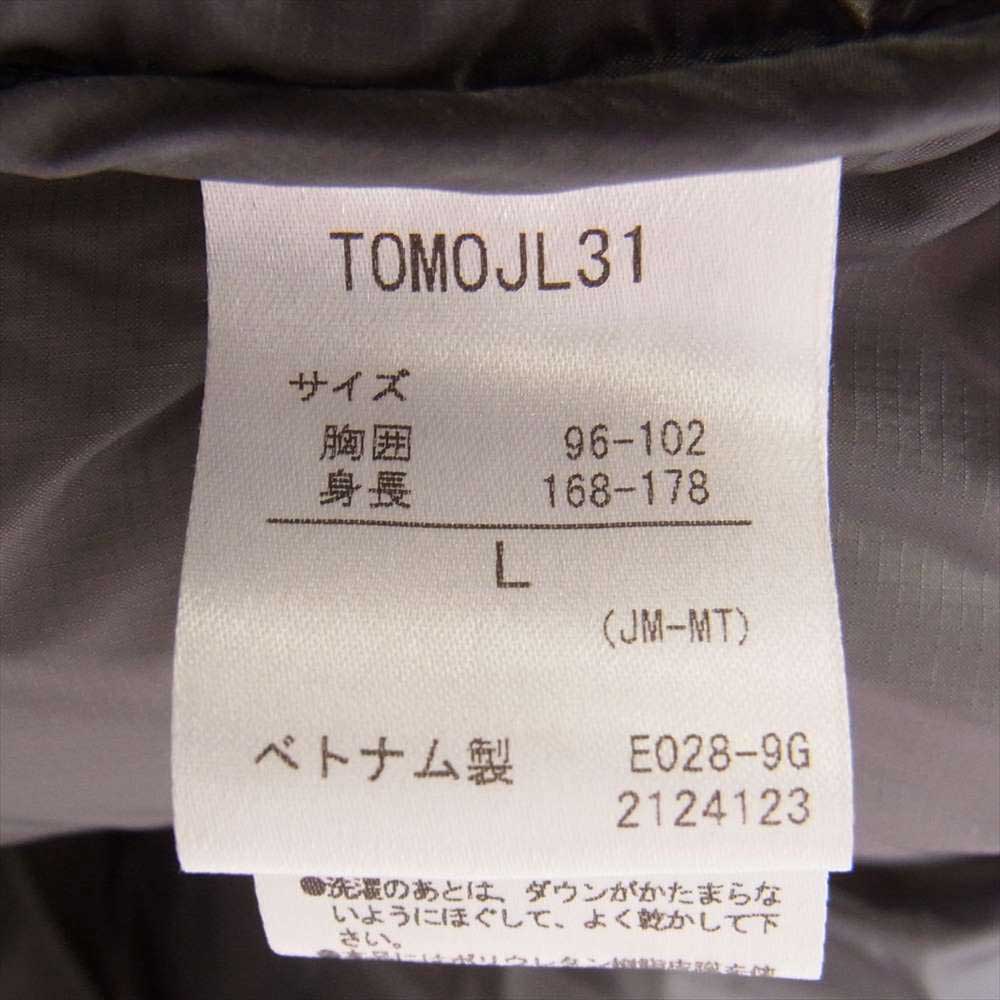 TOMOJL31
サイズ
胸囲 96-102
身長 168-178
L
(JM-MT)
ベトナム製 E028-9G
2124123
●洗濯のあとは、ダウンがかたまらな
いようにほぐして、よく乾かして下
さい。